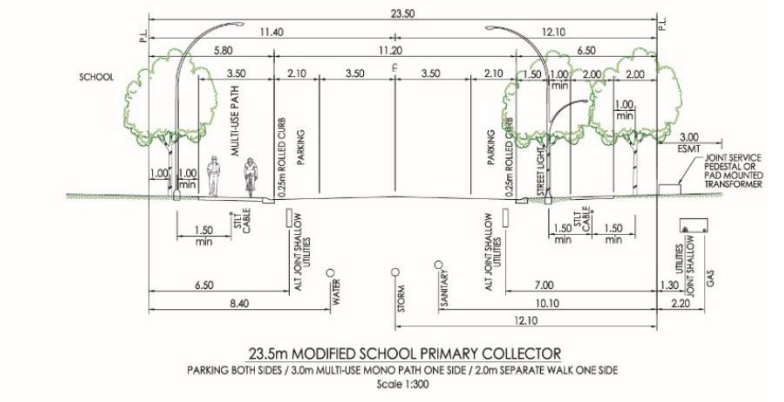 23.50
P.L.
P.L.
11.40
12.10
5.80
11.20
6.50
SCHOOL
3.50
2.10
3.50
3.50
2.10
1.50
1.00
min
2.00
2.00
MULTI-USE PATH
0.25m ROLLED CURB
PARKING
PARKING
0.25m ROLLED CURB
STREET LIGHT
1.00
min
3.00
ESMT
JOINT SERVICE
PEDESTAL OR
PAD MOUNTED
TRANSFORMER
1.00
1.00
min
1.50
min
STLT
CABLE
ALT JOINT SHALLOW
UTILITIES
ALT JOINT SHALLOW
UTILITIES
1.50
min
STLT
CABLE
1.50
min
WATER
STORM
SANITARY
UTILITIES
JOINT SHALLOW
GAS
6.50
7.00
1.30
8.40
10.10
2.20
12.10
23.5m MODIFIED SCHOOL PRIMARY COLLECTOR
PARKING BOTH SIDES / 3.0m MULTI-USE MONO PATH ONE SIDE / 2.0m SEPARATE WALK ONE SIDE
Scale 1:300